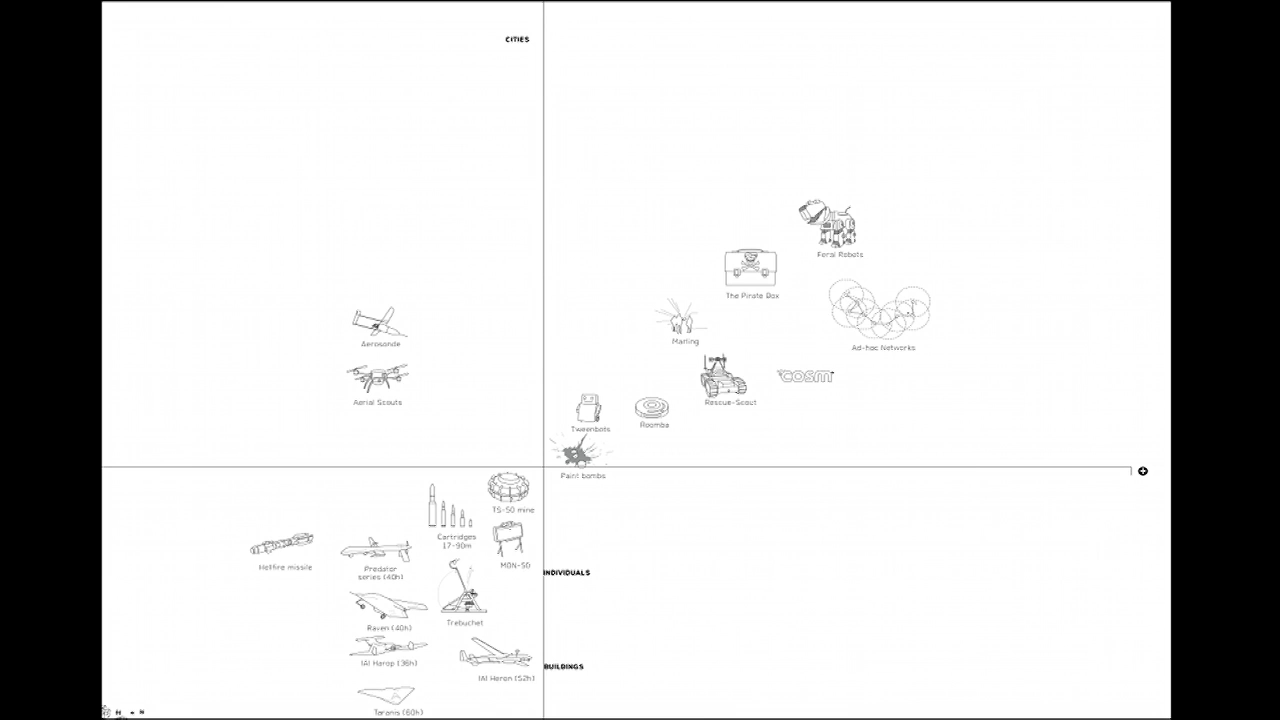 CITIES
Feral Robots
The Pirate Box
Marling
Ad-hoc Networks
Aerosonde
cosm
Aerial Scouts
Rescue-Scout
Roomba
Tweenbots
Paint bombs
TS-50 mine
Cartridges
17-90m
Hellfire missile
MON-50
Predator
series (40h)
INDIVIDUALS
Trebuchet
Raven (40h)
IAI Harop (36h)
BUILDINGS
IAI Heron (52h)
Taranis (60h)